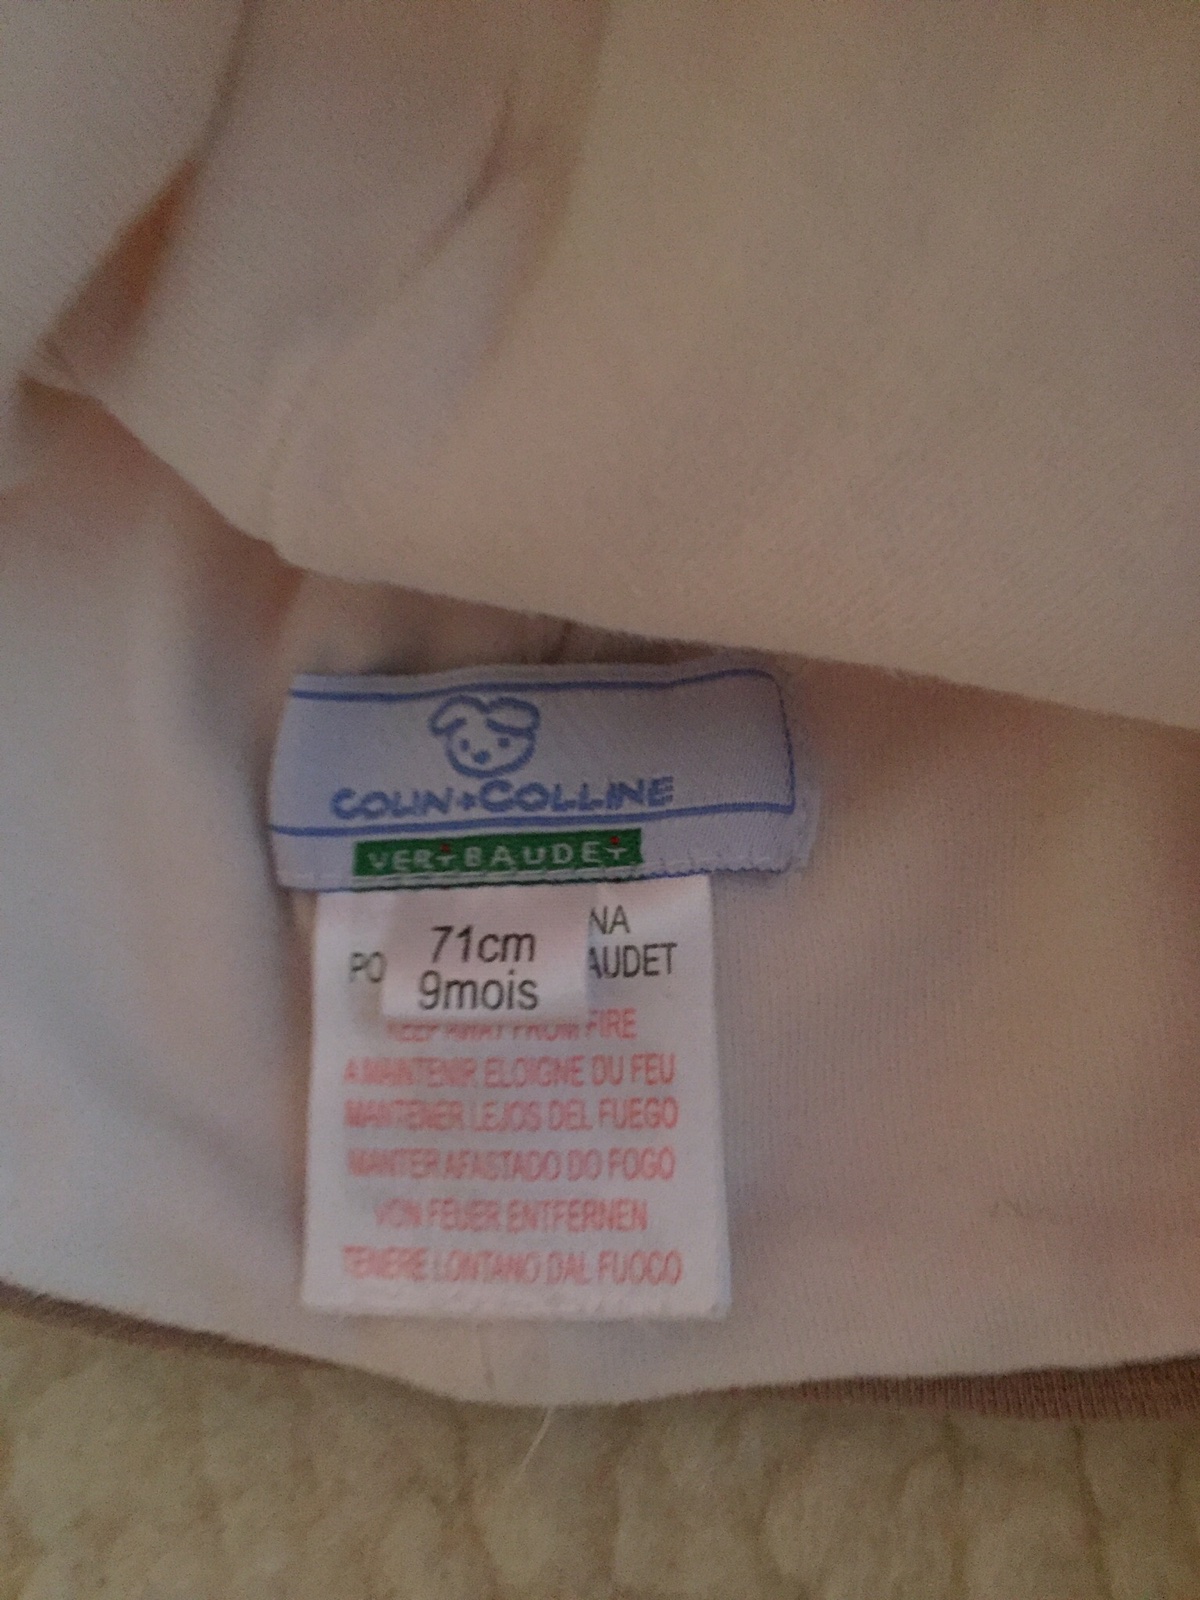 COLIN+COLLINE
VERTBAUDET
NA
PO AUDET
71cm
9mois
KEEP AWAY FROM FIRE
A MAINTENIR ELOIGNE DU FEU
MANTENER LEJOS DEL FUEGO
MANTER AFASTADO DO FOGO
VON FEUER ENTFERNEN
TENERE LONTANO DAL FUOCO